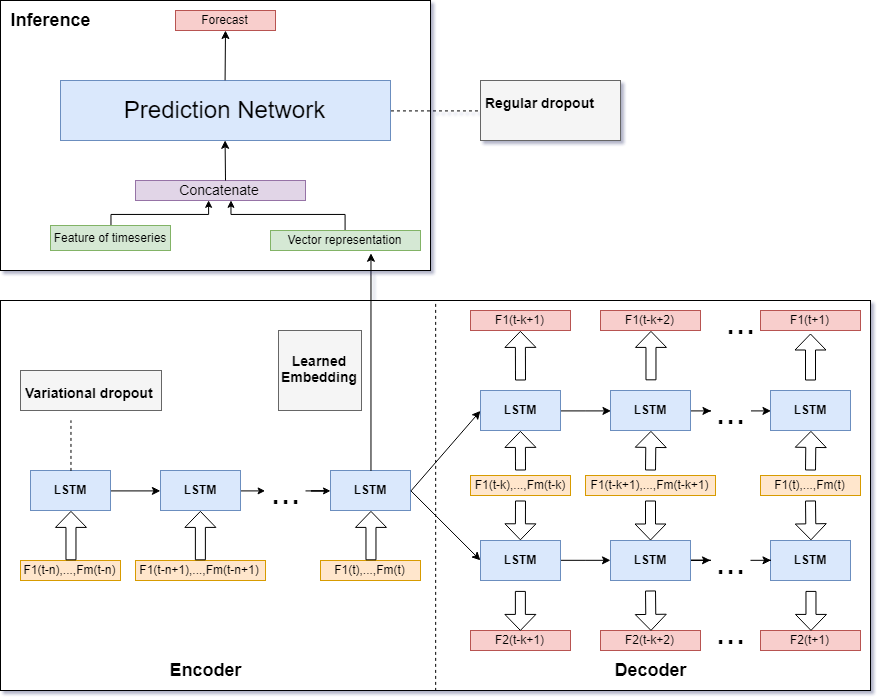 Inference
Forecast
Prediction Network
Regular dropout
Concatenate
Feature of timeseries
Vector representation
Learned
Embedding
Variational dropout
LSTM
LSTM
...
LSTM
F1(t-n),...,Fm(t-n)
F1(t-n+1),...,Fm(t-n+1)
F1(t),...,Fm(t)
Encoder
F1(t-k+1)
F1(t-k+2)
...
F1(t+1)
LSTM
LSTM
...
LSTM
F1(t-k),...,Fm(t-k)
F1(t-k+1),...,Fm(t-k+1)
F1(t),...,Fm(t)
LSTM
LSTM
...
LSTM
F2(t-k+1)
F2(t-k+2)
...
F2(t+1)
Decoder